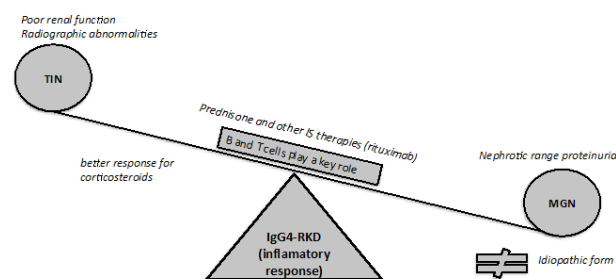 Poor renal function
Radiographic abnormalities
TIN
Prednisone and other IS therapies (rituximab)
B and T cells play a key role
better response for
corticosteroids
Nephrotic range proteinuria
MGN
IgG4-RKD
(inflamatory
response)
Idiopathic form